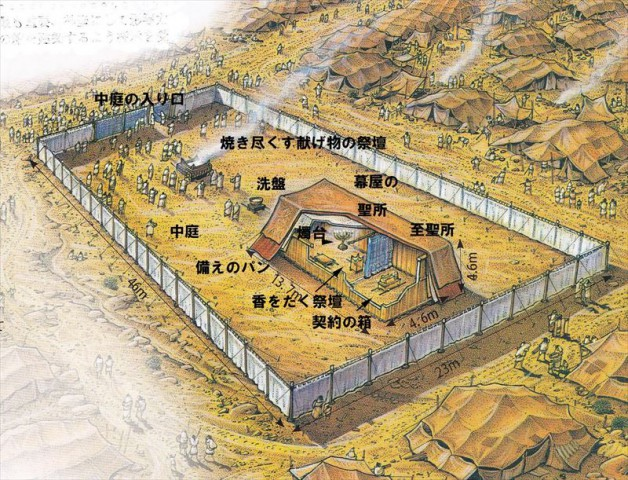 中庭の入り口
焼き尽くす献げ物の祭壇
洗盤
幕屋の
聖所
至聖所
燭台
中庭
備えのパン
香をたく祭壇
契約の箱
46m
4.6m
4.6m
23m